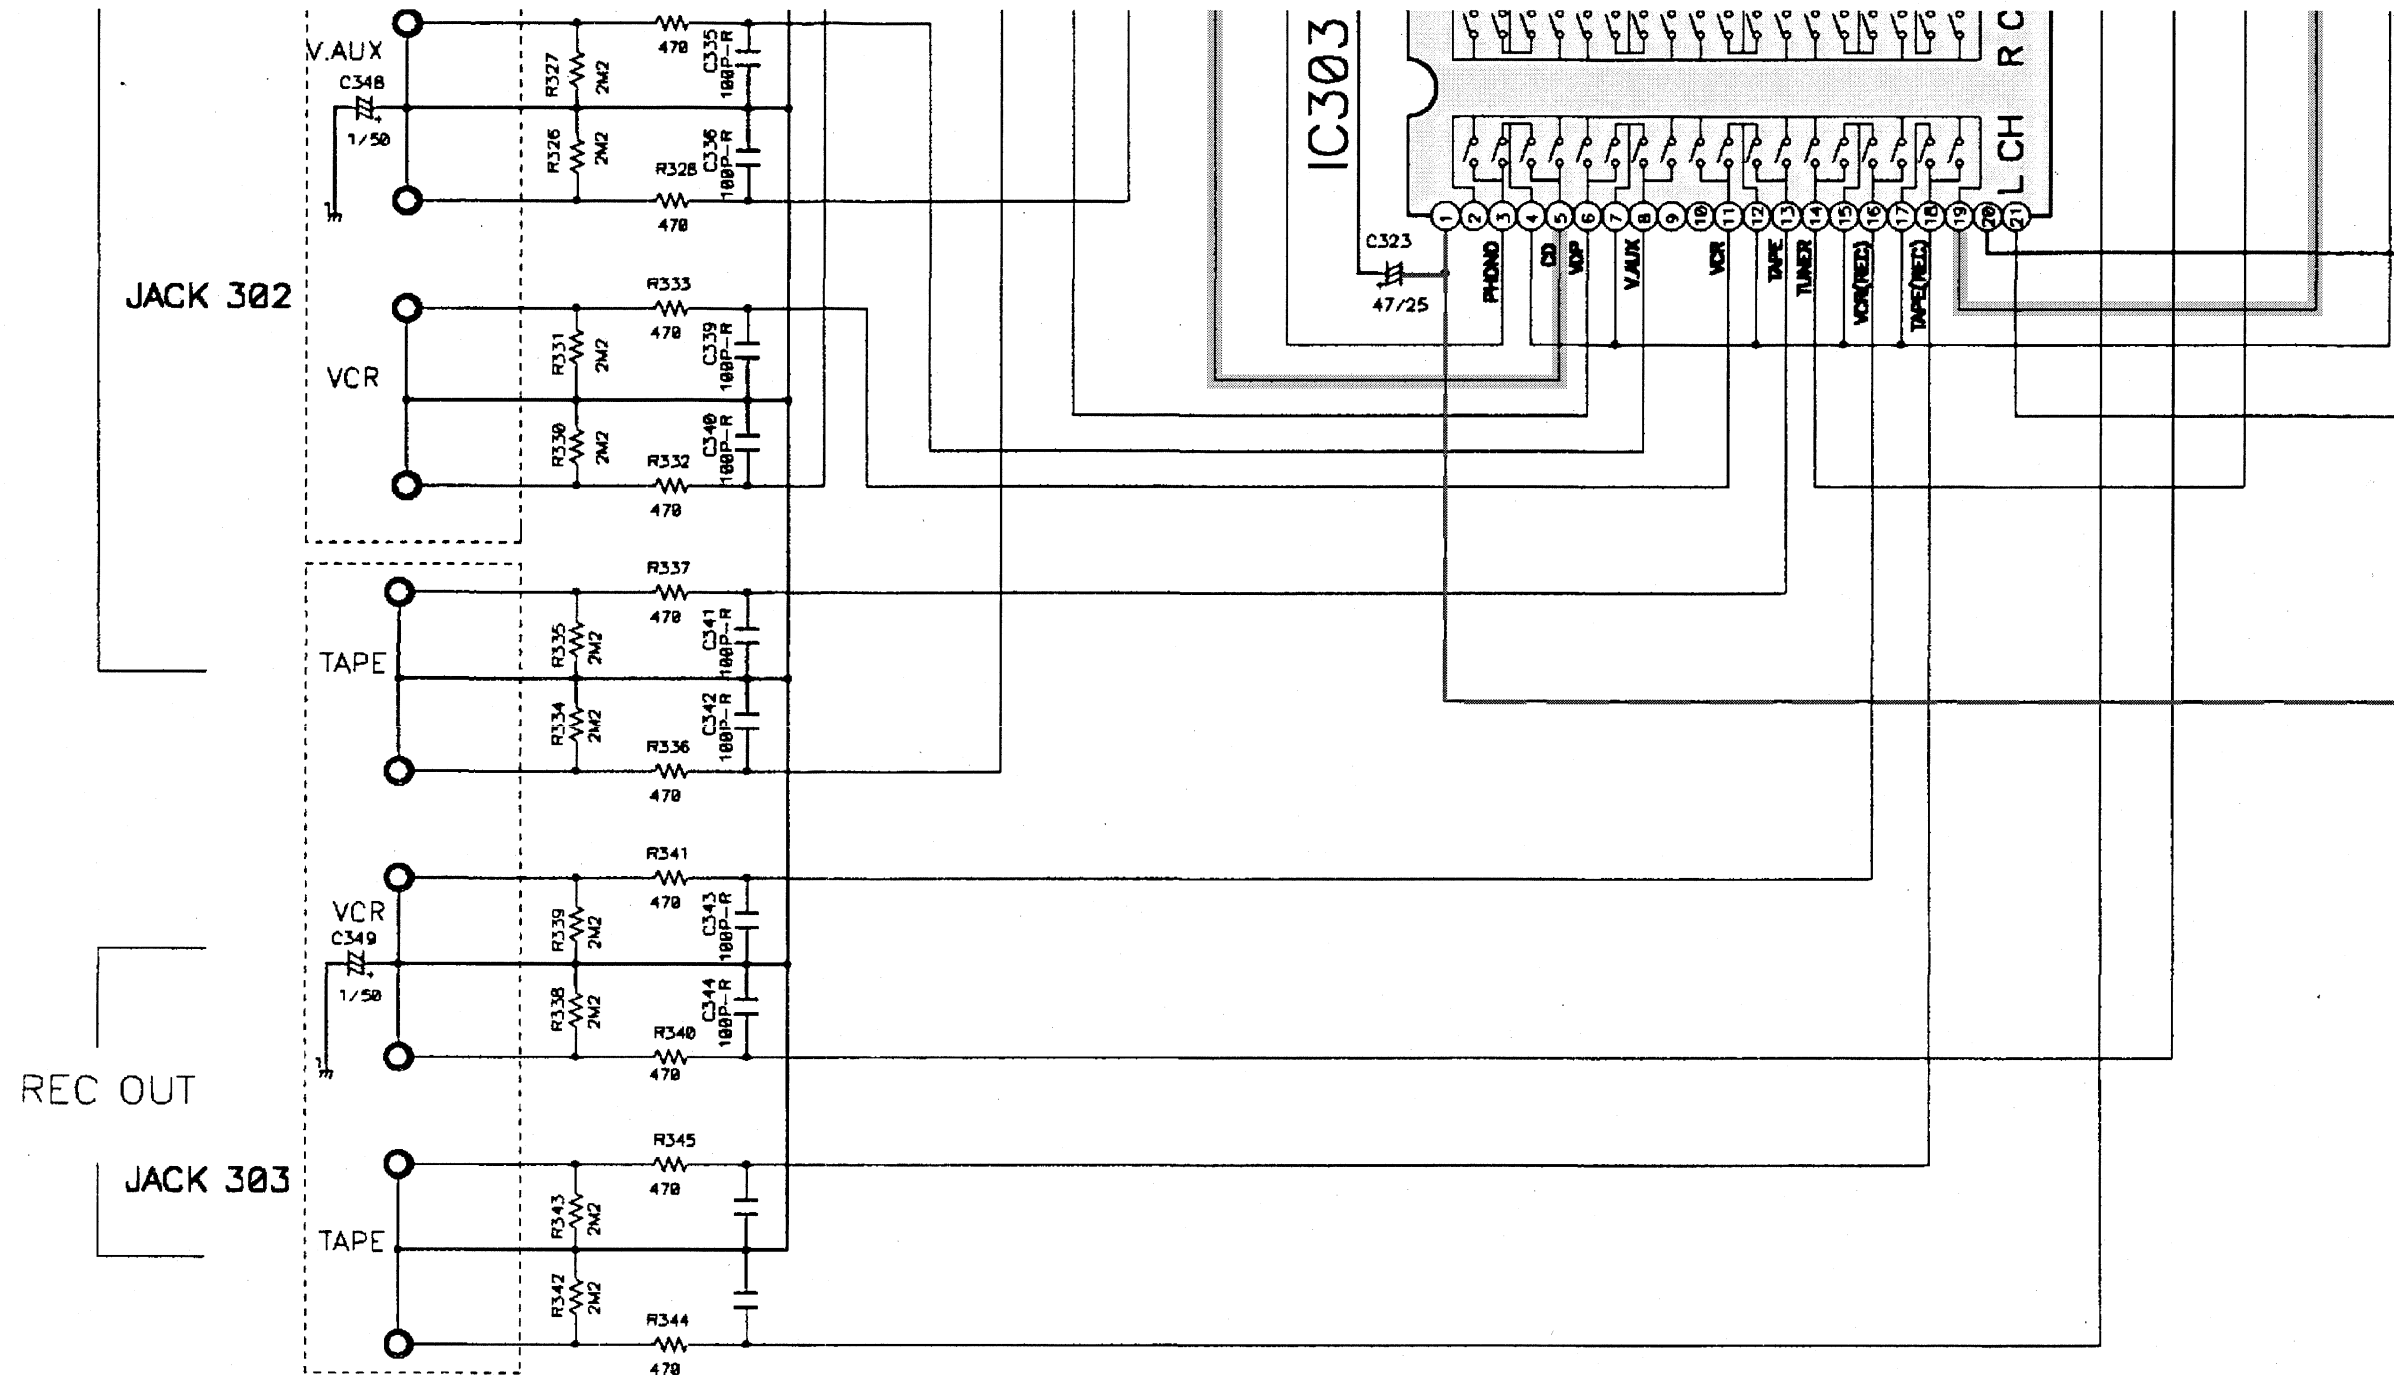 V.AUX
C348
1/50
R327
2M2
R326
2M2
470
C335
100P-R
C336
100P-R
R328
470
JACK 302
VCR
R333
470
R331
2M2
C339
100P-R
R330
2M2
C340
100P-R
R332
470
TAPE
R337
470
R335
2M2
C341
100P-R
R334
2M2
C342
100P-R
R336
470
VCR
C349
1/50
R341
470
R339
2M2
C343
100P-R
R338
2M2
C344
100P-R
R340
470
REC OUT
JACK 303
TAPE
R345
470
R343
2M2
R342
2M2
R344
470
IC303
R C
L CH
1 2 3 4 5 6 7 8 9 10 11 12 13 14 15 16 17 18 19 20 21
C323
47/25
PHONO
CD
VDP
V.AUX
VCR
TAPE
TUNER
VCR(REC)
TAPE(REC)